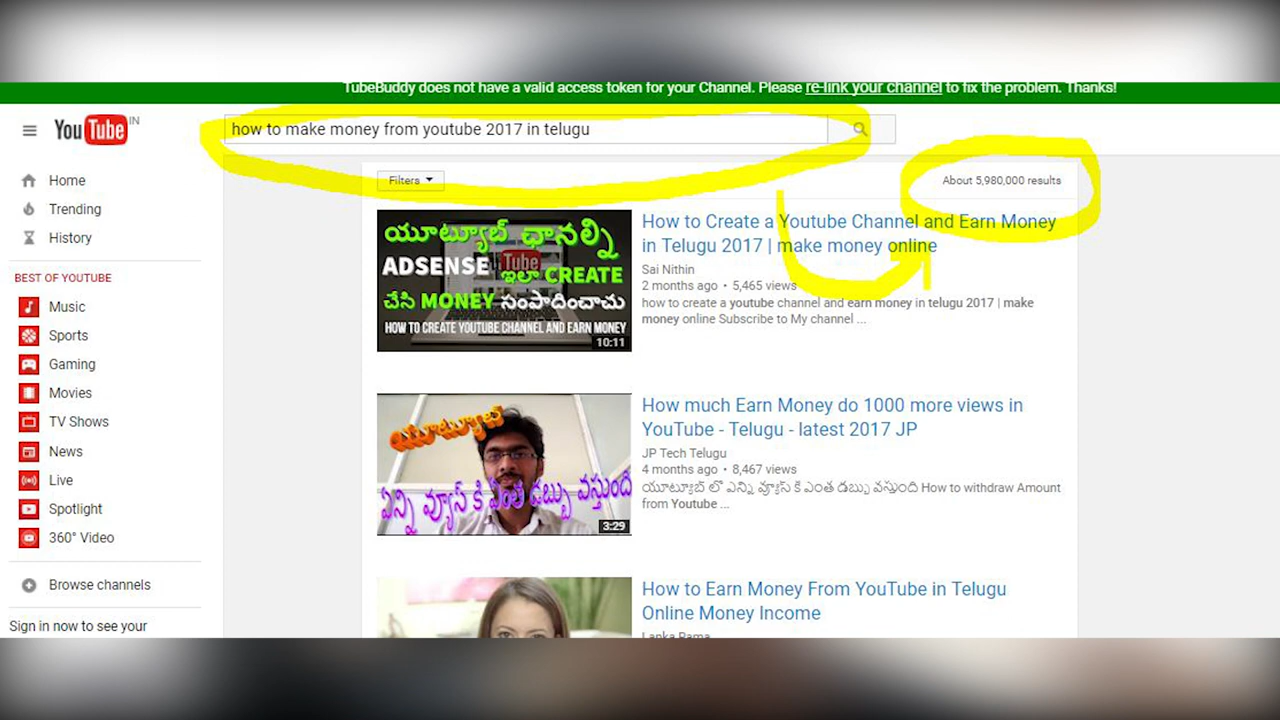 TubeBuddy does not have a valid access token for your Channel. Please re-link your channel to fix the problem. Thanks!
YouTube IN
how to make money from youtube 2017 in telugu
Home
Trending
History
BEST OF YOUTUBE
Music
Sports
Gaming
Movies
TV Shows
News
Live
Spotlight
360° Video
Browse channels
Sign in now to see your
Filters
About 5,980,000 results
యూట్యూబ్ ఛానల్ని
ADSENSE Tube ఇలా CREATE
చేసి MONEY సంపాదించాచు
HOW TO CREATE YOUTUBE CHANNEL AND EARN MONEY
10:11
How to Create a Youtube Channel and Earn Money
in Telugu 2017 | make money online
Sai Nithin
2 months ago • 5,465 views
how to create a youtube channel and earn money in telugu 2017 | make
money online Subscribe to My channel ...
యూట్యూబ్
ఏన్ని వ్యూస్ కి ఏంత డబ్బు వస్తుంది
3:29
How much Earn Money do 1000 more views in
YouTube - Telugu - latest 2017 JP
JP Tech Telugu
4 months ago • 8,467 views
యూట్యూబ్ లొ ఎన్ని వ్యూస్ కి ఎంత డబ్బు వస్తుంది How to withdraw Amount
from Youtube ...
How to Earn Money From YouTube in Telugu
Online Money Income
Lanka Rama